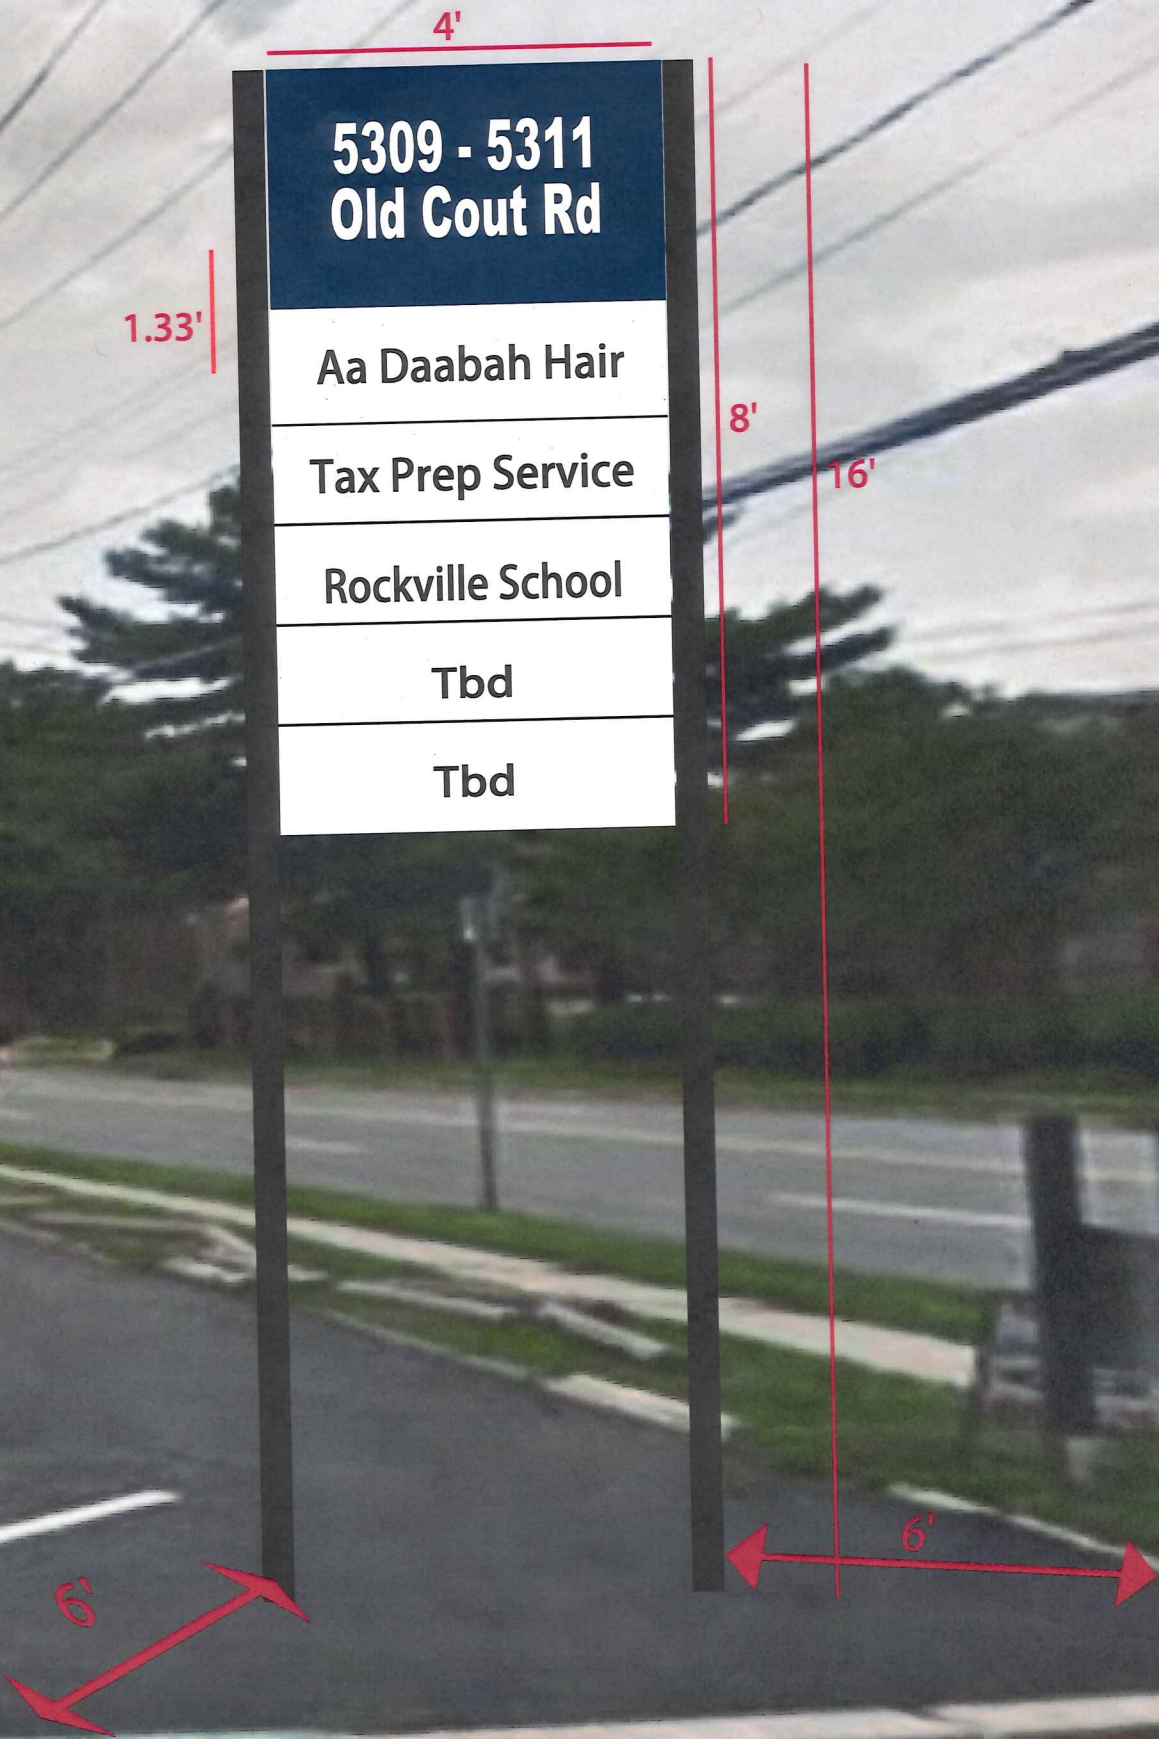 4'
5309 - 5311
Old Cout Rd
1.33'
Aa Daabah Hair
8'
Tax Prep Service
16'
Rockville School
Tbd
Tbd
6'
6'